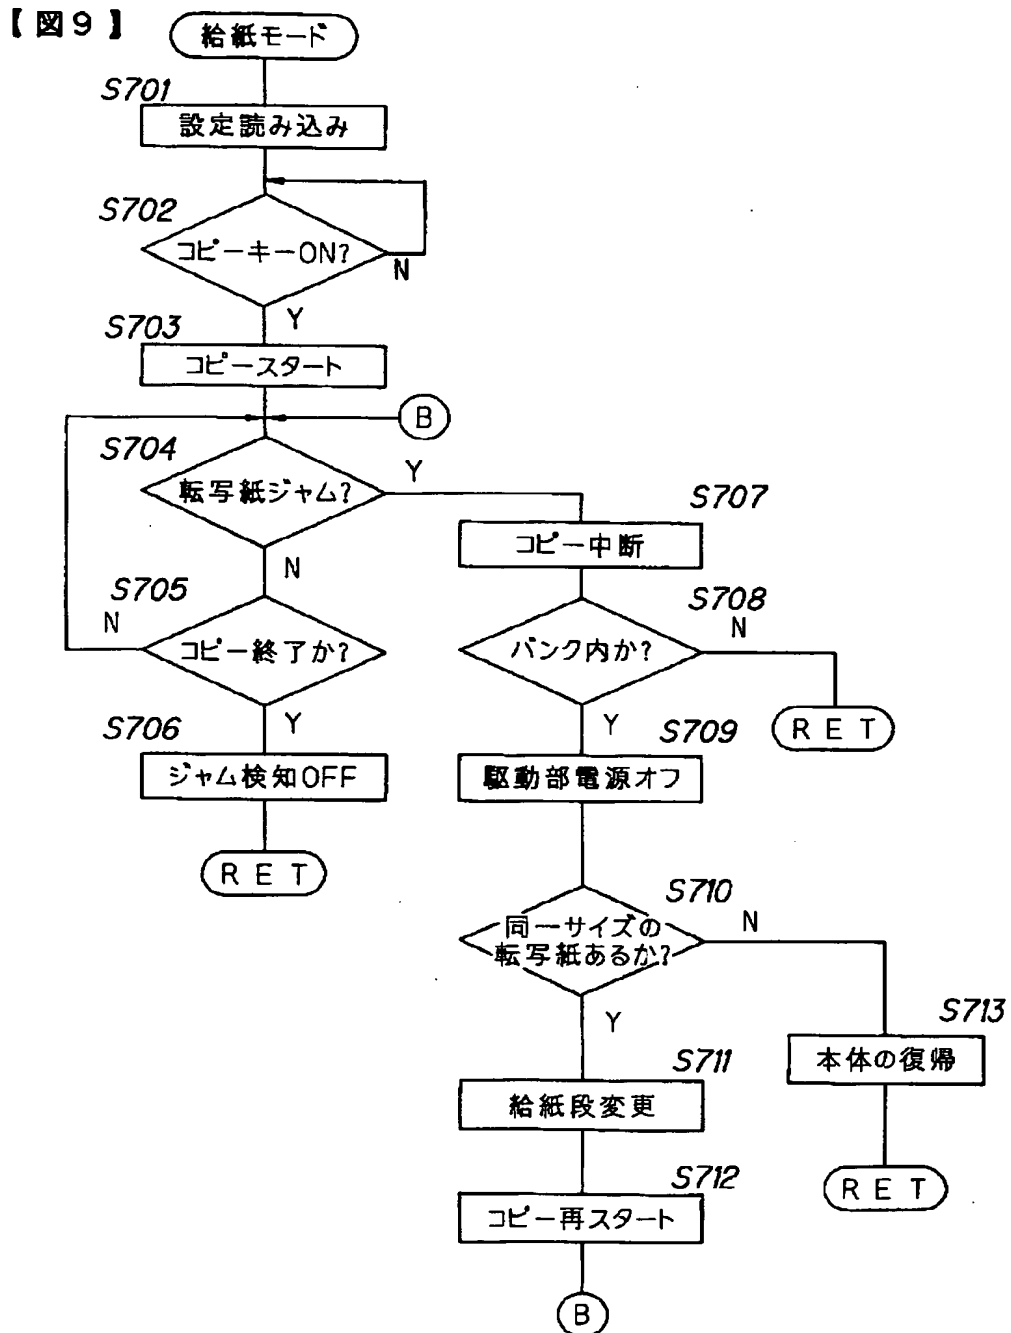 【図9】
給紙モード
S701
設定読み込み
S702
コピーキーON?
N
Y
S703
コピースタート
B
S704
転写紙ジャム?
Y
N
S705
N
コピー終了か?
Y
S706
ジャム検知OFF
RET
S707
コピー中断
S708
N
バンク内か?
RET
Y
S709
駆動部電源オフ
S710
N
同一サイズの
転写紙あるか?
Y
S713
本体の復帰
RET
S711
給紙段変更
S712
コピー再スタート
B